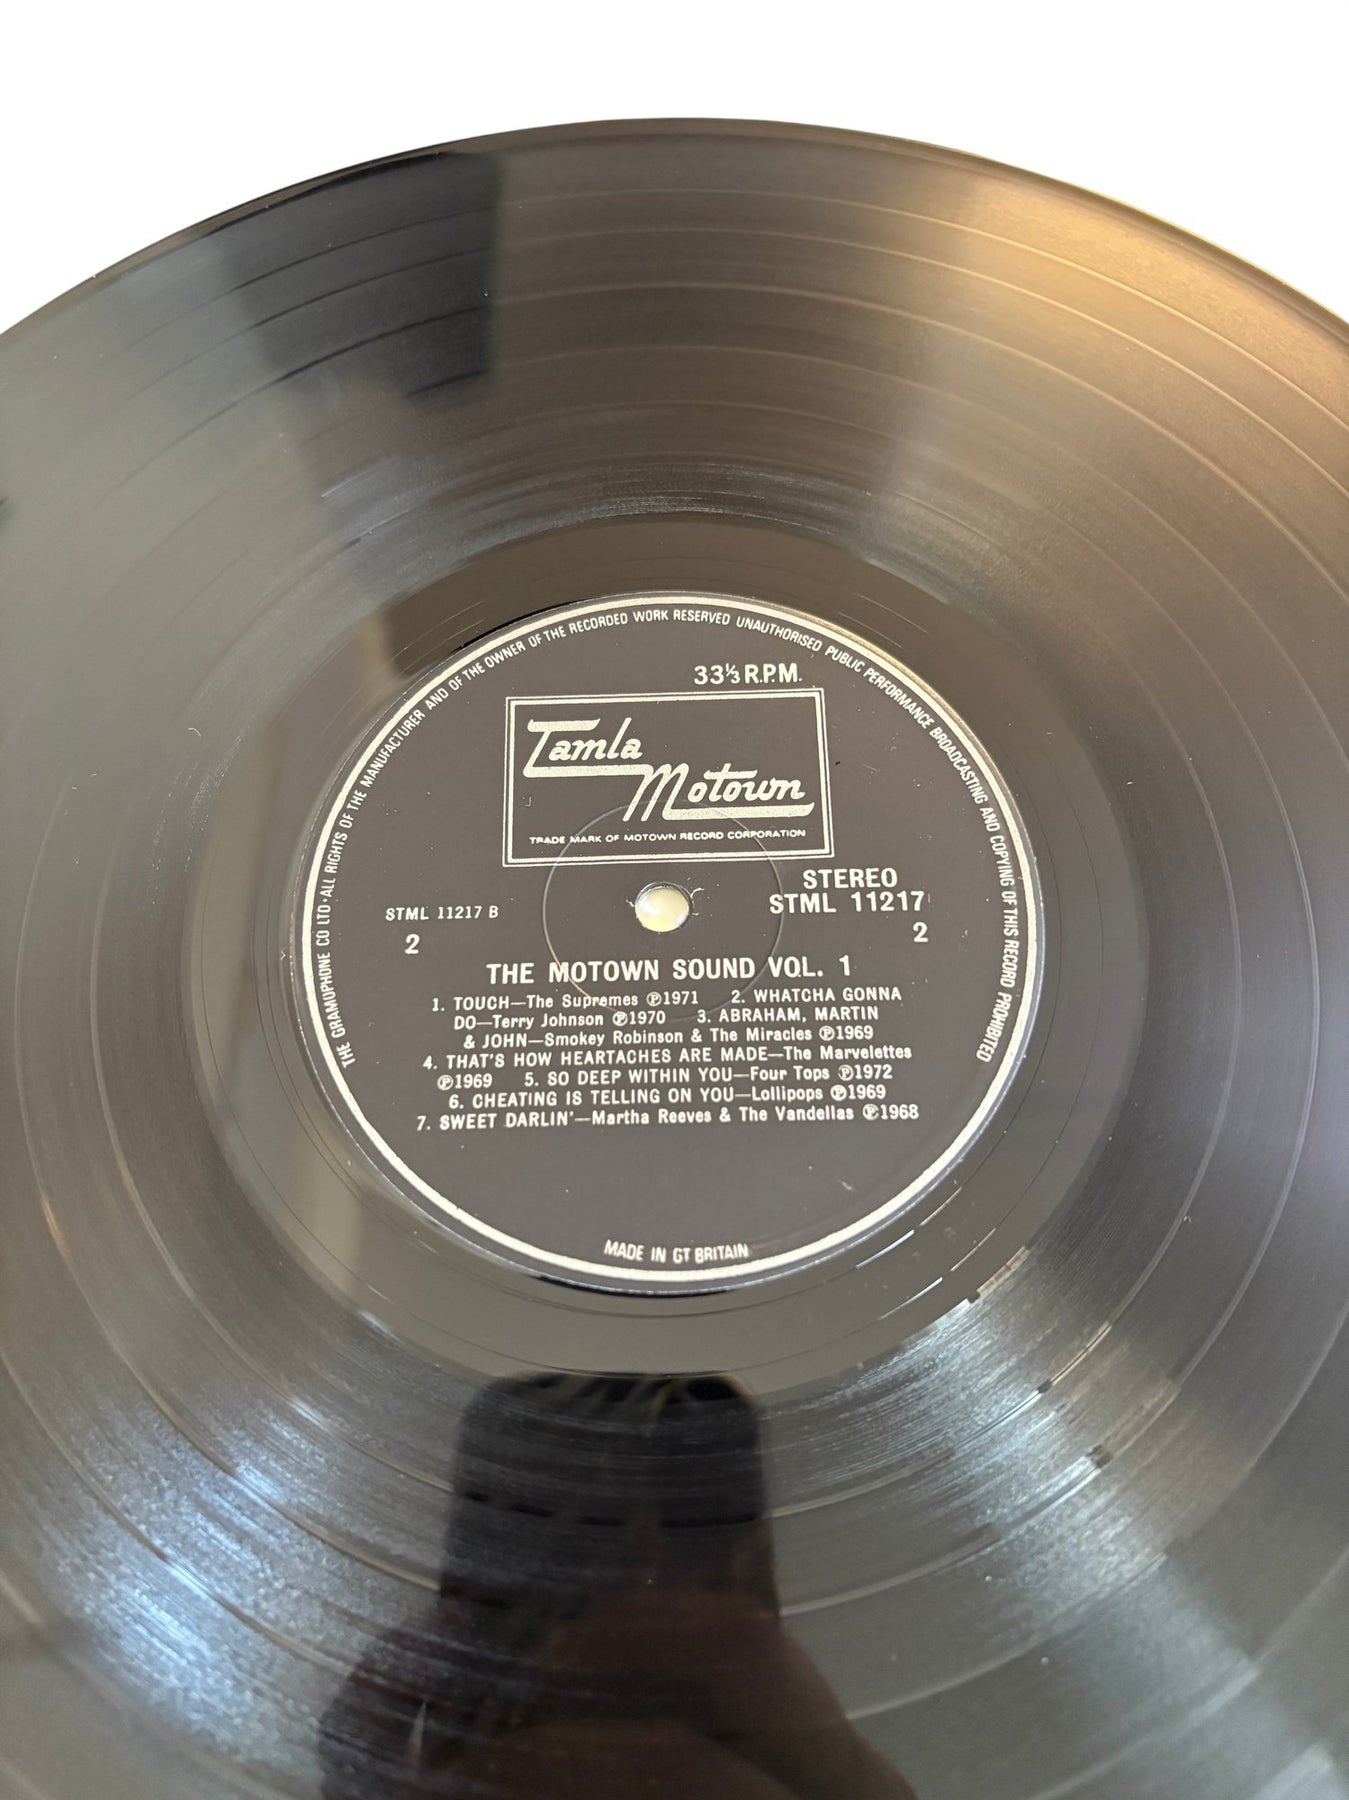 THE GRAMOPHONE CO LTD · ALL RIGHTS OF THE MANUFACTURER AND OF THE OWNER OF THE RECORDED WORK RESERVED UNAUTHORISED PUBLIC PERFORMANCE BROADCASTING AND COPYING OF THIS RECORD PROHIBITED
33⅓ R.P.M.
Tamla
Motown
TRADE MARK OF MOTOWN RECORD CORPORATION
STEREO
STML 11217
STML 11217 B
2
2
THE MOTOWN SOUND VOL. 1
1. TOUCH—The Supremes ℗1971 2. WHATCHA GONNA
DO—Terry Johnson ℗1970 3. ABRAHAM, MARTIN
& JOHN—Smokey Robinson & The Miracles ℗1969
4. THAT'S HOW HEARTACHES ARE MADE—The Marvelettes
℗1969 5. SO DEEP WITHIN YOU—Four Tops ℗1972
6. CHEATING IS TELLING ON YOU—Lollipops ℗1969
7. SWEET DARLIN'—Martha Reeves & The Vandellas ℗1968
MADE IN GT BRITAIN